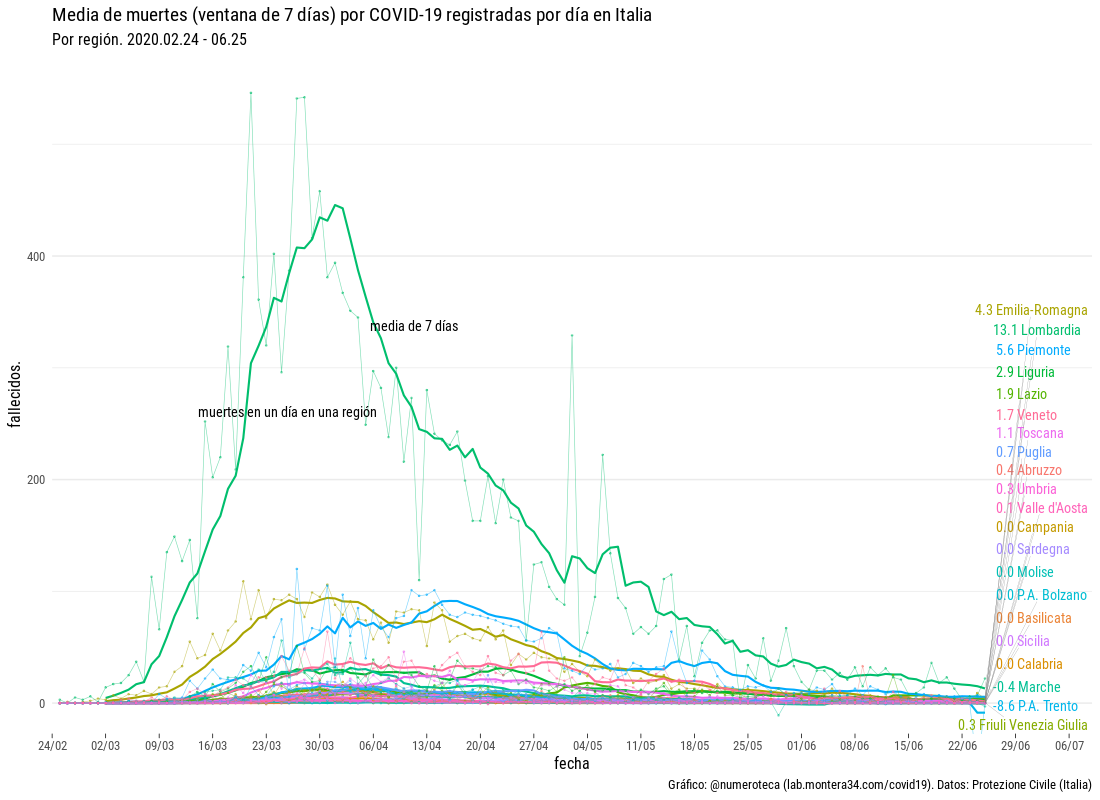 Media de muertes (ventana de 7 días) por COVID-19 registradas por día en Italia
Por región. 2020.02.24 - 06.25
fallecidos.
400
200
0
media de 7 días
muertes en un día en una región
4.3 Emilia-Romagna
13.1 Lombardia
5.6 Piemonte
2.9 Liguria
1.9 Lazio
1.7 Veneto
1.1 Toscana
0.7 Puglia
0.4 Abruzzo
0.3 Umbria
0.1 Valle d'Aosta
0.0 Campania
0.0 Sardegna
0.0 Molise
0.0 P.A. Bolzano
0.0 Basilicata
0.0 Sicilia
0.0 Calabria
-0.4 Marche
-8.6 P.A. Trento
0.3 Friuli Venezia Giulia
24/02 02/03 09/03 16/03 23/03 30/03 06/04 13/04 20/04 27/04 04/05 11/05 18/05 25/05 01/06 08/06 15/06 22/06 29/06 06/07
fecha
Gráfico: @numeroteca (lab.montera34.com/covid19). Datos: Protezione Civile (Italia)